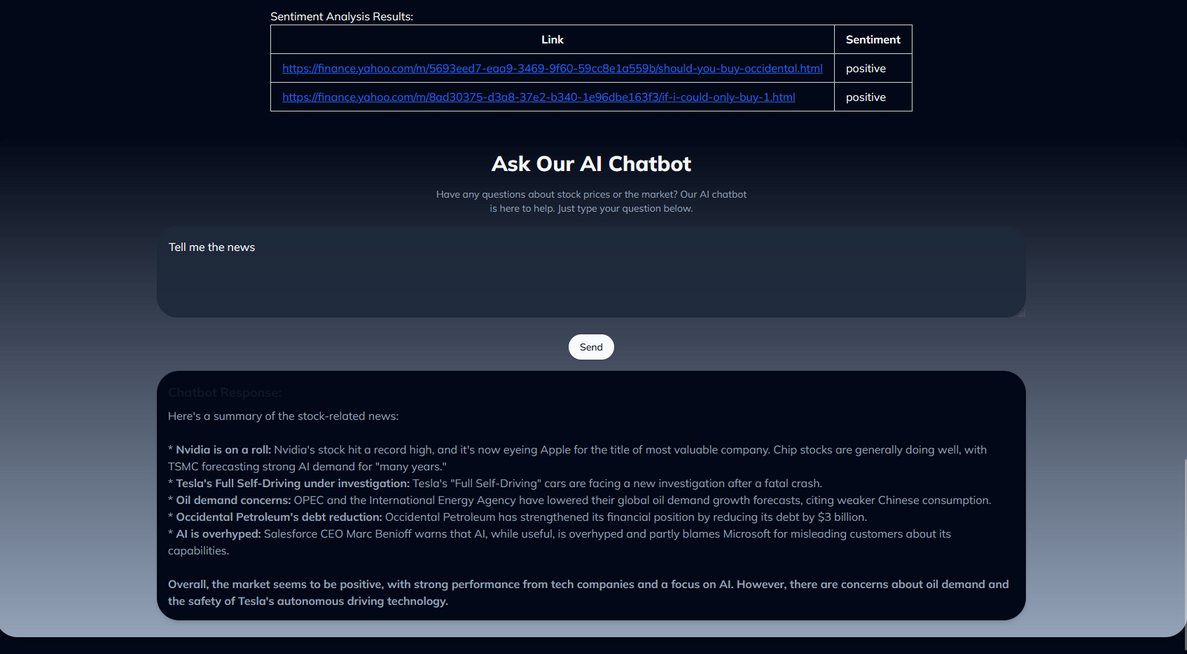 Sentiment Analysis Results:
Link Sentiment
https://finance.yahoo.com/m/5693eed7-eaa9-3469-9f60-59cc8e1a559b/should-you-buy-occidental.html positive
https://finance.yahoo.com/m/8ad30375-d3a8-37e2-b340-1e96dbe163f3/if-i-could-only-buy-1.html positive
Ask Our AI Chatbot
Have any questions about stock prices or the market? Our AI chatbot
is here to help. Just type your question below.
Tell me the news
Send
Chatbot Response:
Here's a summary of the stock-related news:
* Nvidia is on a roll: Nvidia's stock hit a record high, and it's now eyeing Apple for the title of most valuable company. Chip stocks are generally doing well, with
TSMC forecasting strong AI demand for "many years."
* Tesla's Full Self-Driving under investigation: Tesla's "Full Self-Driving" cars are facing a new investigation after a fatal crash.
* Oil demand concerns: OPEC and the International Energy Agency have lowered their global oil demand growth forecasts, citing weaker Chinese consumption.
* Occidental Petroleum's debt reduction: Occidental Petroleum has strengthened its financial position by reducing its debt by $3 billion.
* AI is overhyped: Salesforce CEO Marc Benioff warns that AI, while useful, is overhyped and partly blames Microsoft for misleading customers about its
capabilities.
Overall, the market seems to be positive, with strong performance from tech companies and a focus on AI. However, there are concerns about oil demand and
the safety of Tesla's autonomous driving technology.